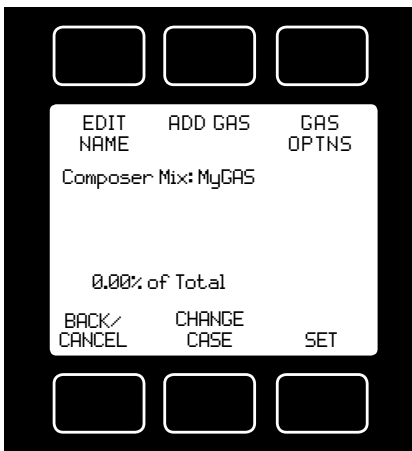 EDIT ADD GAS GAS
NAME OPTNS
Composer Mix: MyGAS
0.00% of Total
BACK/ CHANGE
CANCEL CASE SET